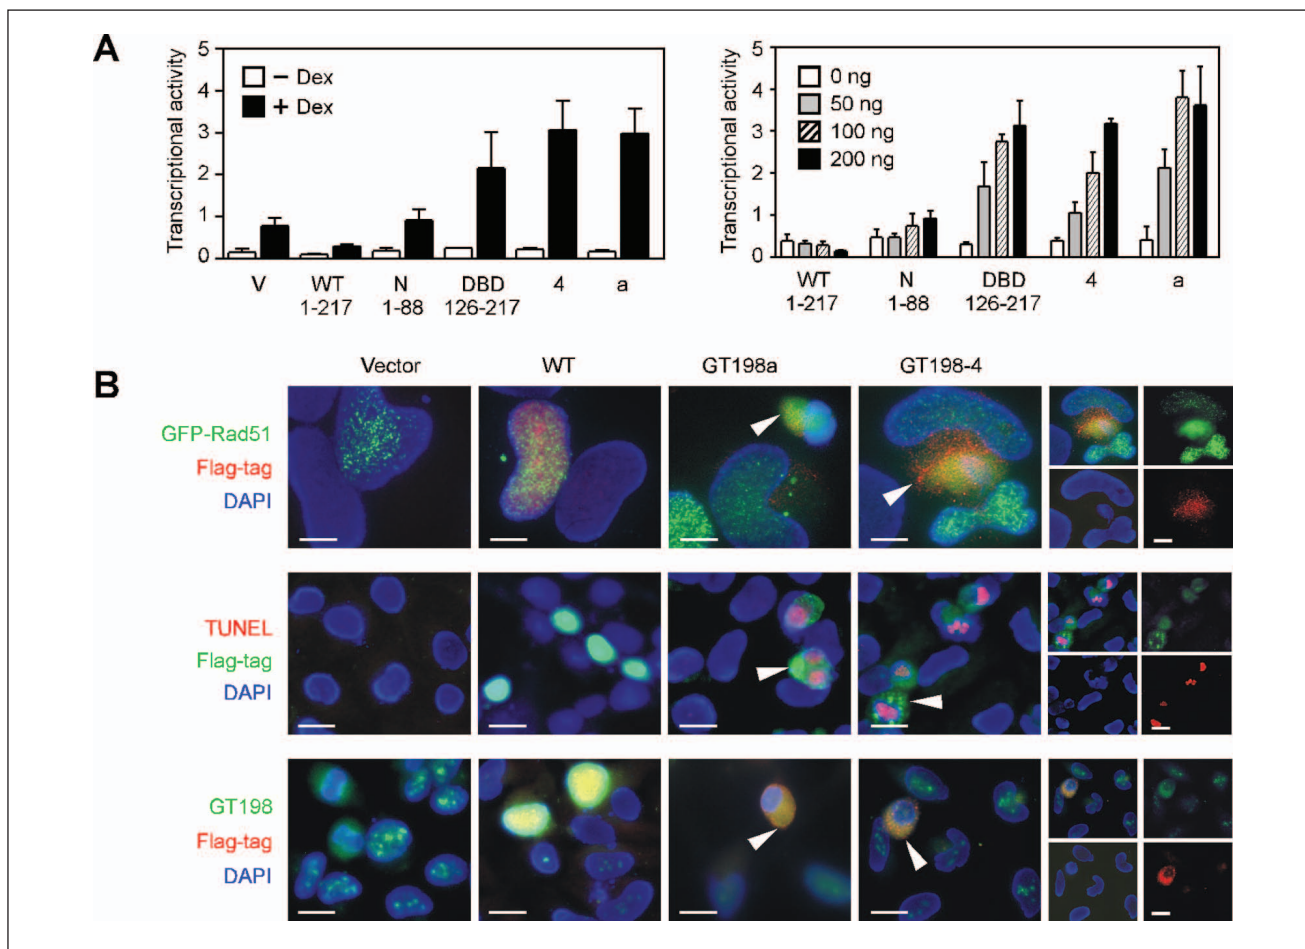 A
Transcriptional activity
5
4
3
2
1
0
− Dex
+ Dex
V
WT
1-217
N
1-88
DBD
126-217
4
a
Transcriptional activity
5
4
3
2
1
0
0 ng
50 ng
100 ng
200 ng
WT
1-217
N
1-88
DBD
126-217
4
a
B
Vector
WT
GT198a
GT198-4
GFP-Rad51
Flag-tag
DAPI
TUNEL
Flag-tag
DAPI
GT198
Flag-tag
DAPI